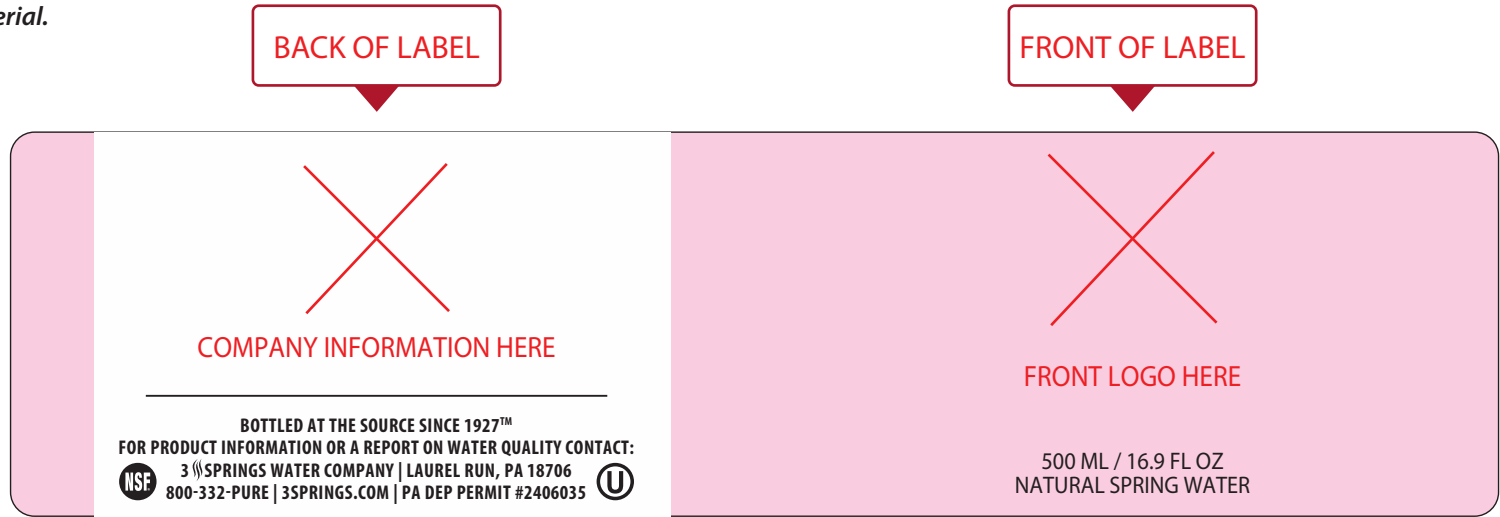 erial.
BACK OF LABEL
FRONT OF LABEL
COMPANY INFORMATION HERE
BOTTLED AT THE SOURCE SINCE 1927™
FOR PRODUCT INFORMATION OR A REPORT ON WATER QUALITY CONTACT:
3 SPRINGS WATER COMPANY | LAUREL RUN, PA 18706
800-332-PURE | 3SPRINGS.COM | PA DEP PERMIT #2406035
NSF
U
FRONT LOGO HERE
500 ML / 16.9 FL OZ
NATURAL SPRING WATER